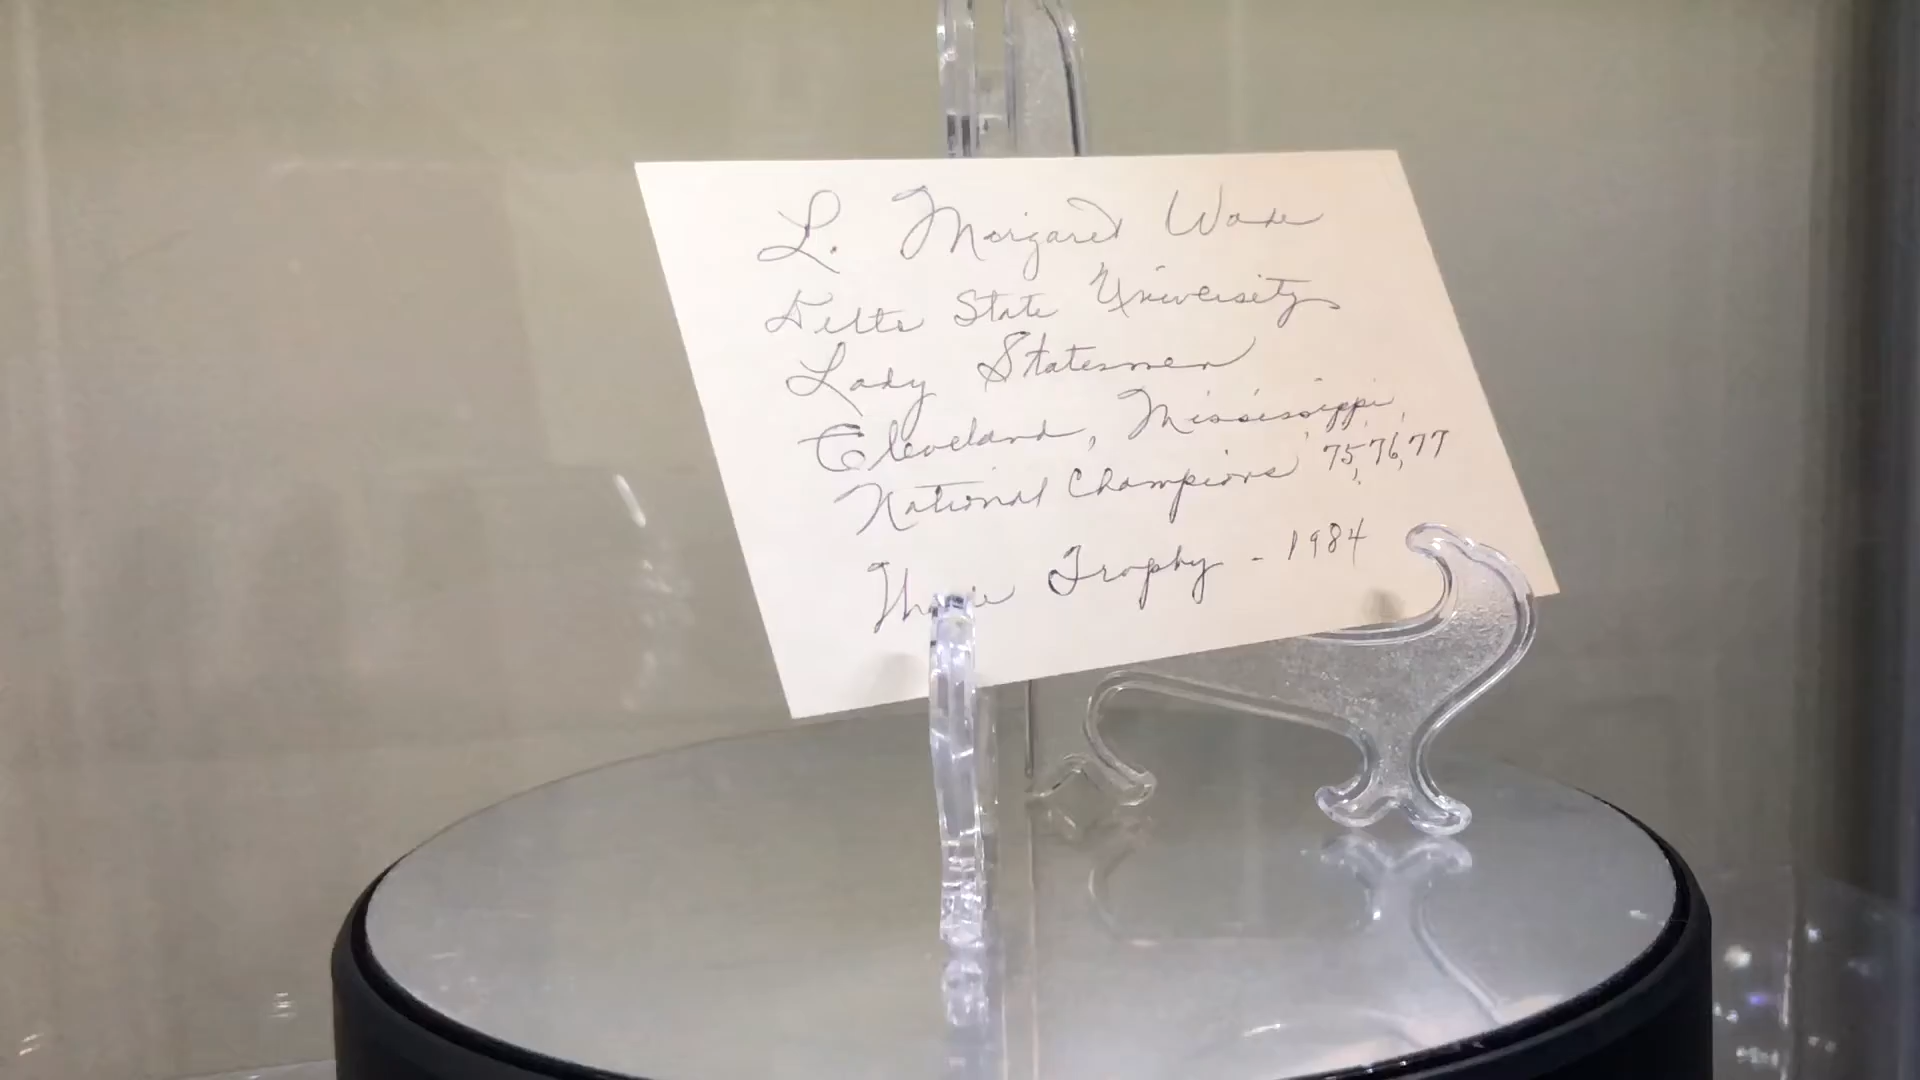 L. Margaret Wade
Delta State University
Lady Statesmen
Cleveland, Mississippi
National Champions '75,'76,'77
Trophy - 1984